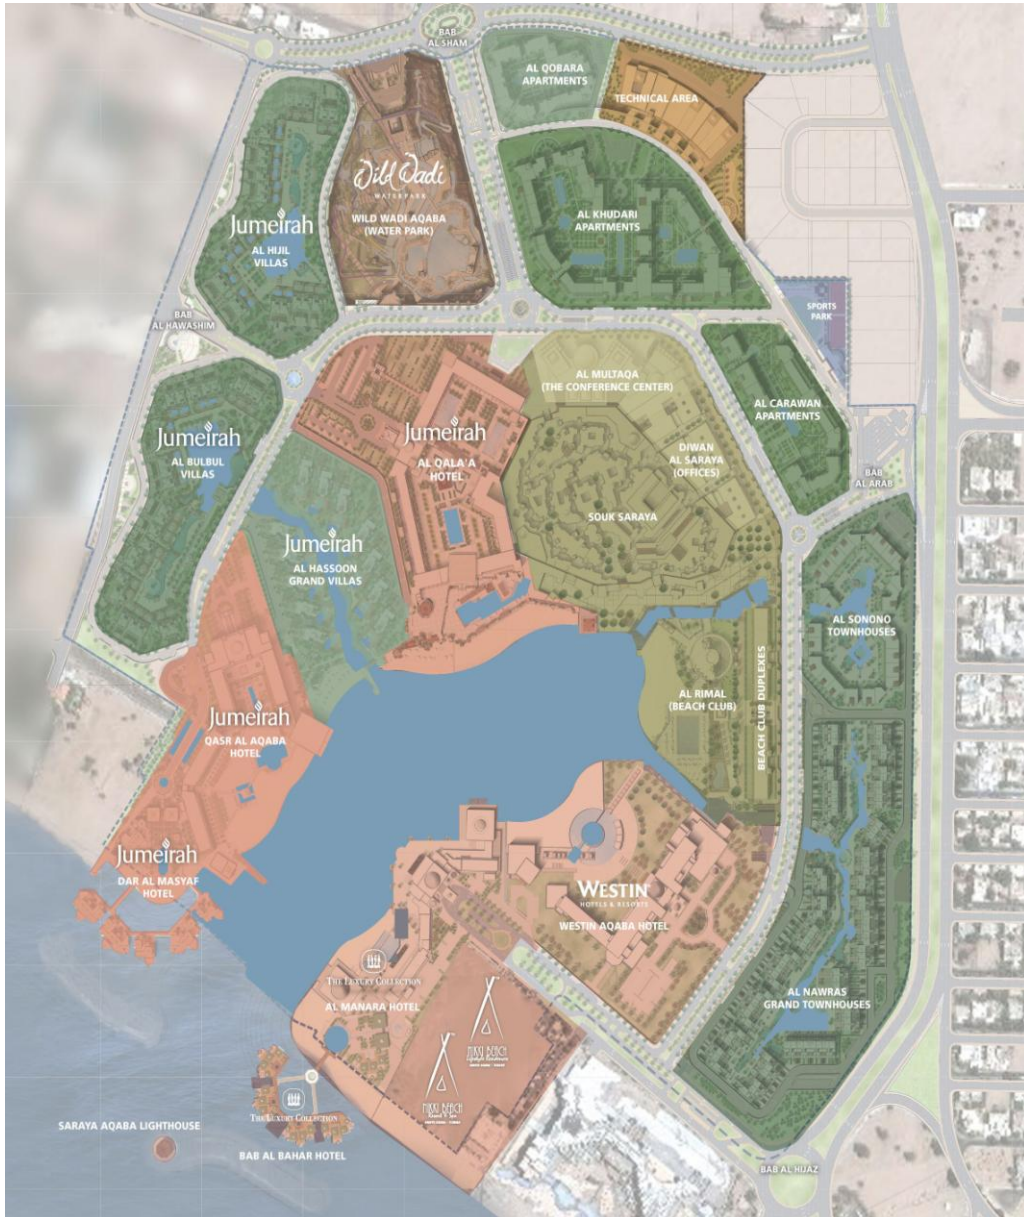 BAB
AL SHAM
AL QOBARA
APARTMENTS
TECHNICAL AREA
Wild Wadi
WATERPARK
WILD WADI AQABA
(WATER PARK)
Jumeirah
AL HIJIL
VILLAS
AL KHUDARI
APARTMENTS
SPORTS
PARK
BAB
AL HAWASHIM
AL MULTAQA
(THE CONFERENCE CENTER)
AL CARAWAN
APARTMENTS
Jumeirah
AL BULBUL
VILLAS
Jumeirah
AL QALA'A
HOTEL
DIWAN
AL SARAYA
(OFFICES)
BAB
AL ARAB
SOUK SARAYA
Jumeirah
AL HASSOON
GRAND VILLAS
AL SONONO
TOWNHOUSES
BEACH CLUB DUPLEXES
AL RIMAL
(BEACH CLUB)
Jumeirah
QASR AL AQABA
HOTEL
Jumeirah
DAR AL MASYAF
HOTEL
WESTIN
HOTELS & RESORTS
WESTIN AQABA HOTEL
THE LUXURY COLLECTION
AL MANARA HOTEL
AL NAWRAS
GRAND TOWNHOUSES
NIKKI BEACH
NIKKI BEACH
THE LUXURY COLLECTION
BAB AL BAHAR HOTEL
SARAYA AQABA LIGHTHOUSE
BAB AL HIJAZ